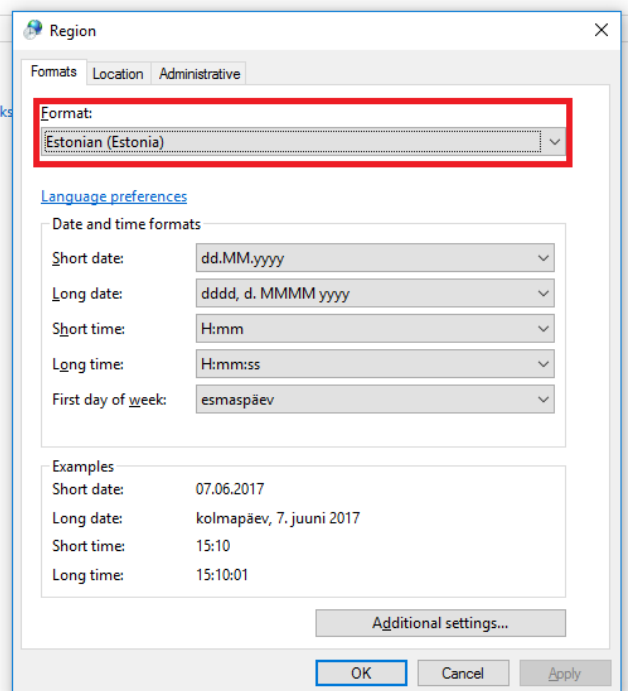 Region
Formats Location Administrative
ks
Format:
Estonian (Estonia)
Language preferences
Date and time formats
Short date: dd.MM.yyyy
Long date: dddd, d. MMMM yyyy
Short time: H:mm
Long time: H:mm:ss
First day of week: esmaspäev
Examples
Short date: 07.06.2017
Long date: kolmapäev, 7. juuni 2017
Short time: 15:10
Long time: 15:10:01
Additional settings...
OK Cancel Apply